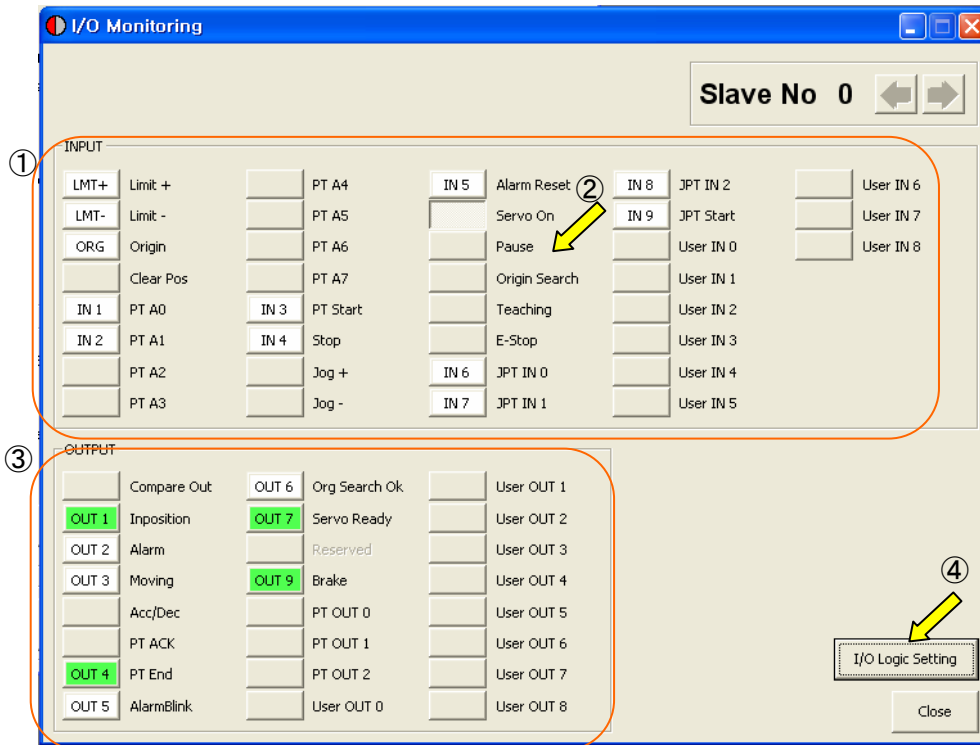 I/O Monitoring
Slave No 0
①
INPUT
LMT+ Limit + PT A4 IN 5 Alarm Reset ② IN 8 JPT IN 2 User IN 6
LMT- Limit - PT A5 Servo On IN 9 JPT Start User IN 7
ORG Origin PT A6 Pause User IN 0 User IN 8
Clear Pos PT A7 Origin Search User IN 1
IN 1 PT A0 IN 3 PT Start Teaching User IN 2
IN 2 PT A1 IN 4 Stop E-Stop User IN 3
PT A2 Jog + IN 6 JPT IN 0 User IN 4
PT A3 Jog - IN 7 JPT IN 1 User IN 5
③
OUTPUT
Compare Out OUT 6 Org Search Ok User OUT 1
OUT 1 Inposition OUT 7 Servo Ready User OUT 2
OUT 2 Alarm Reserved User OUT 3
OUT 3 Moving OUT 9 Brake User OUT 4
Acc/Dec PT OUT 0 User OUT 5
PT ACK PT OUT 1 User OUT 6
OUT 4 PT End PT OUT 2 User OUT 7
OUT 5 AlarmBlink User OUT 0 User OUT 8
④
I/O Logic Setting
Close